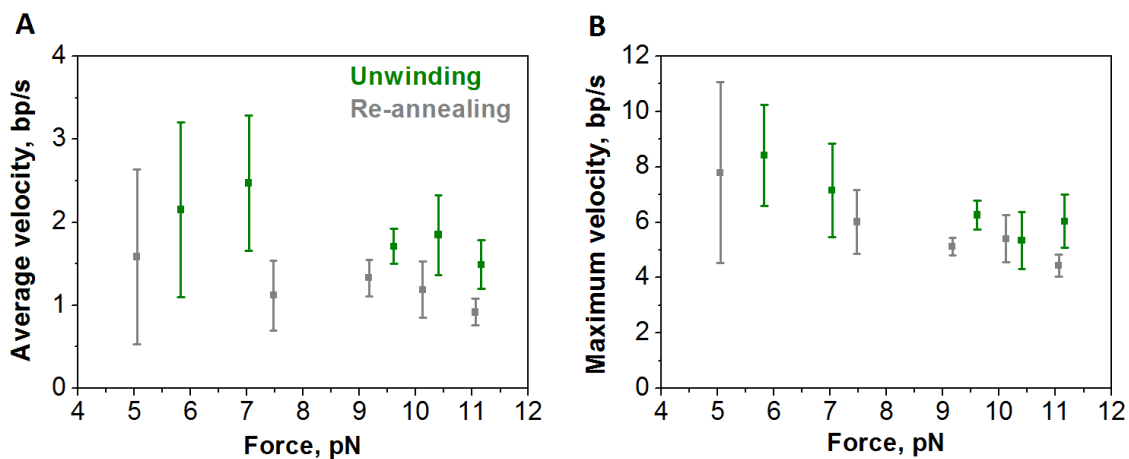 A
Average velocity, bp/s
4
3
2
1
0
Unwinding
Re-annealing
4 5 6 7 8 9 10 11 12
Force, pN
B
Maximum velocity, bp/s
12
10
8
6
4
2
0
4 5 6 7 8 9 10 11 12
Force, pN